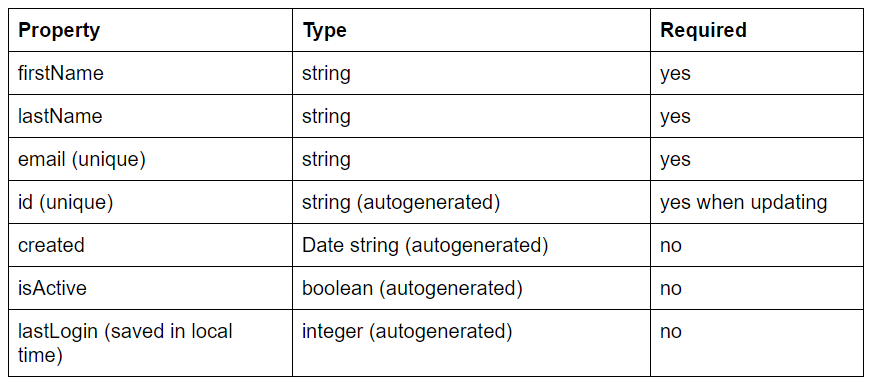 Property Type Required
firstName string yes
lastName string yes
email (unique) string yes
id (unique) string (autogenerated) yes when updating
created Date string (autogenerated) no
isActive boolean (autogenerated) no
lastLogin (saved in local integer (autogenerated) no
time)